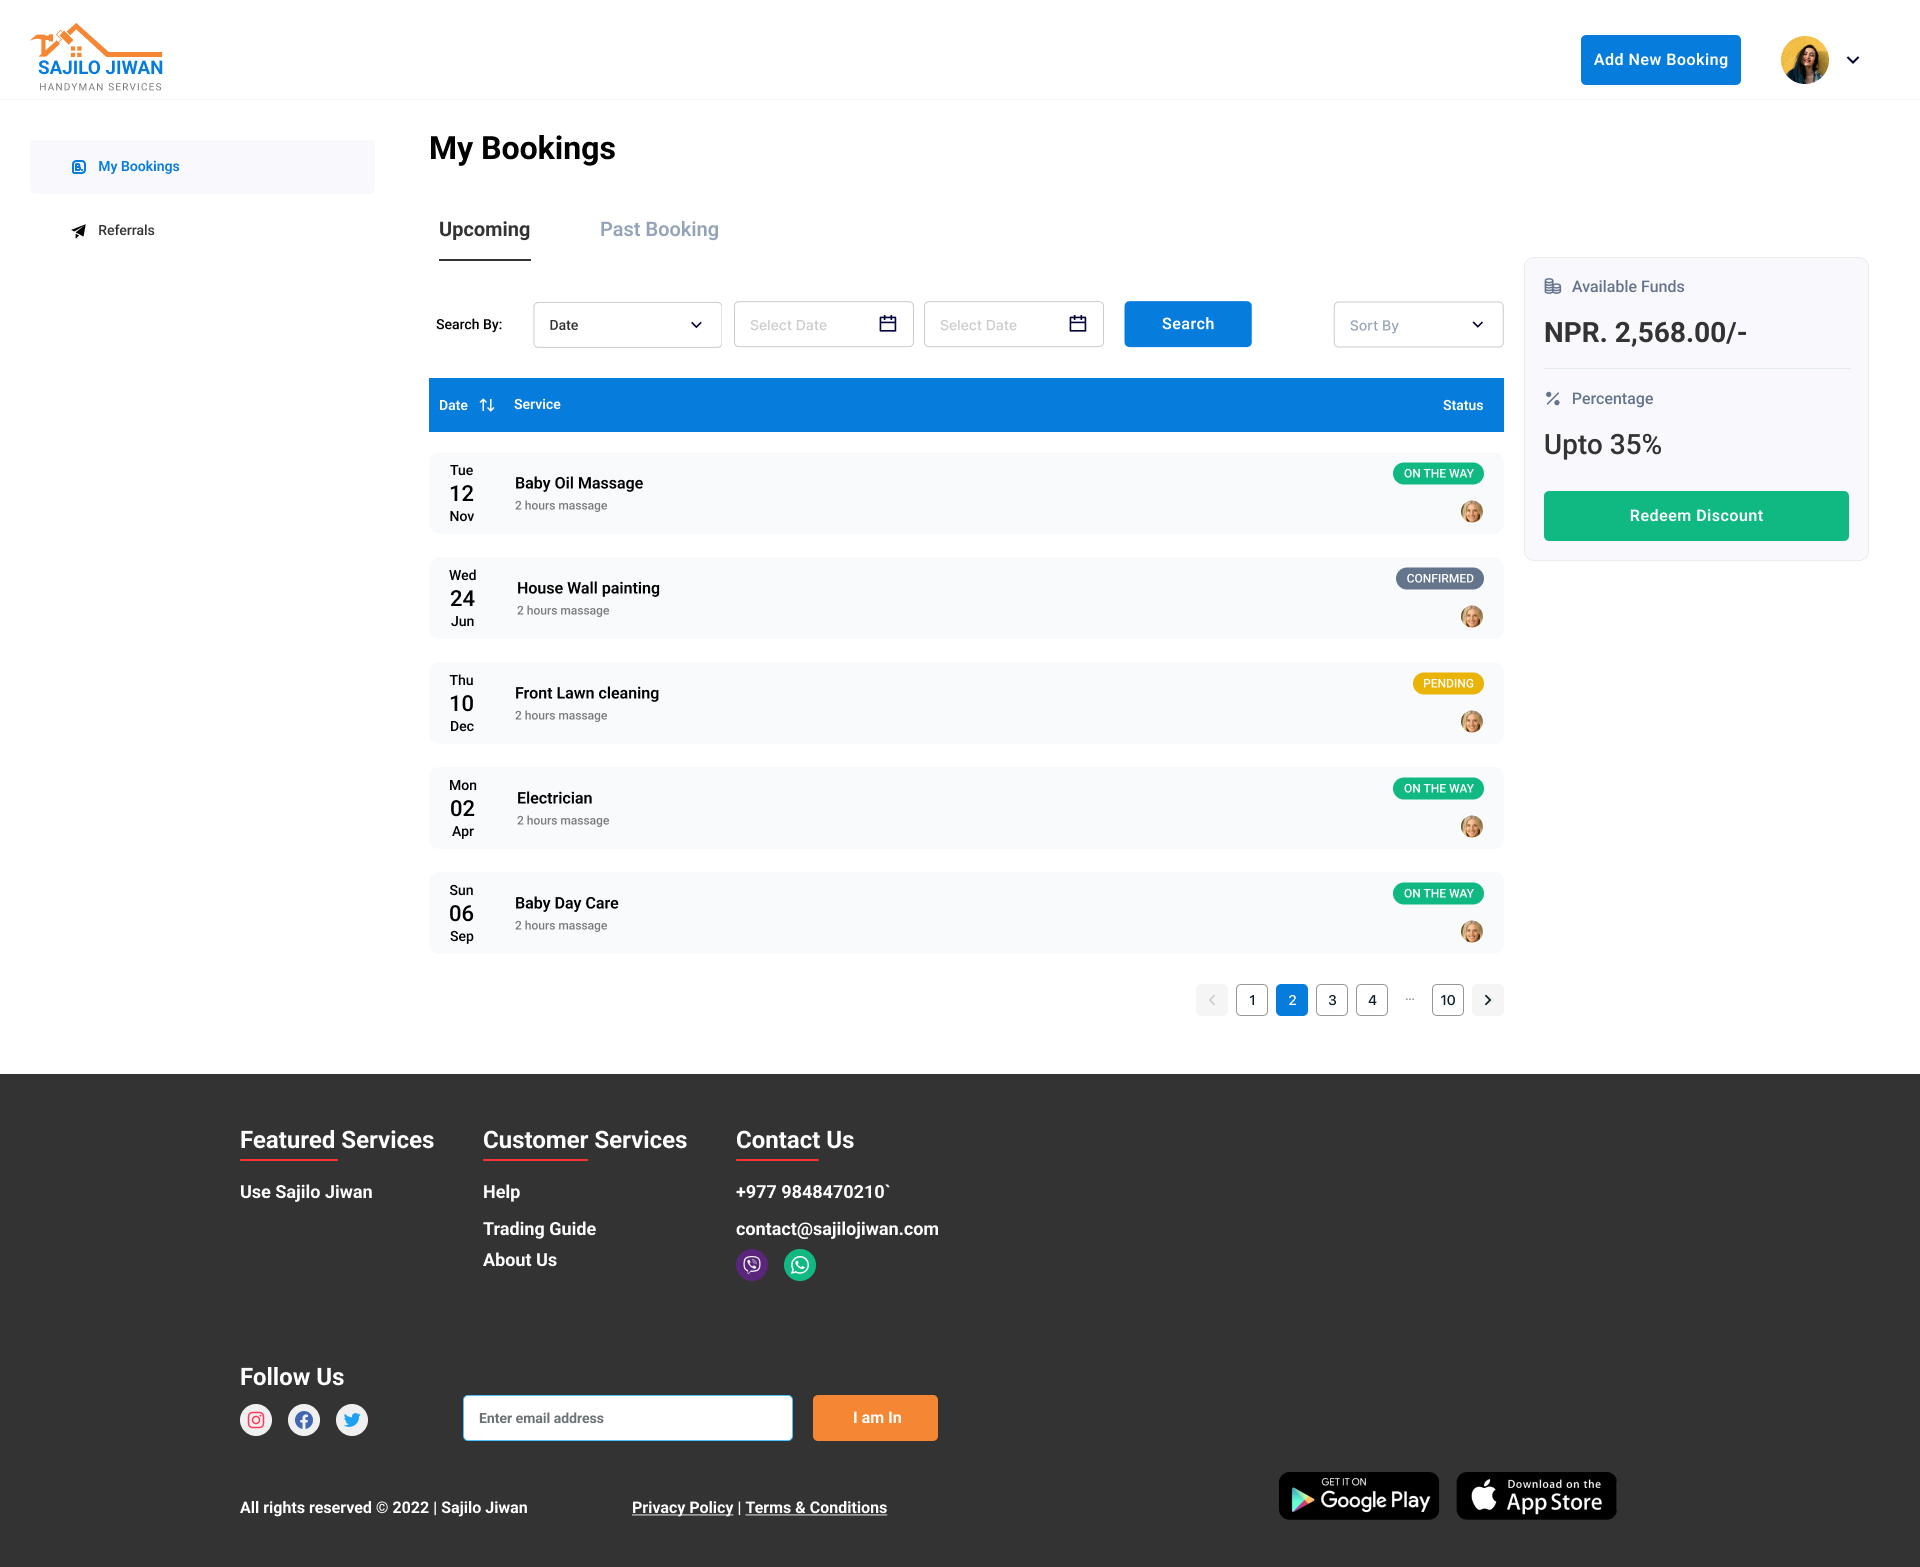 SAJILO JIWAN
HANDYMAN SERVICES
Add New Booking
My Bookings
Referrals
My Bookings
Upcoming
Past Booking
Search By:
Date
Select Date
Select Date
Search
Sort By
Available Funds
NPR. 2,568.00/-
Percentage
Upto 35%
Redeem Discount
Date
Service
Status
Tue
12
Nov
Baby Oil Massage
2 hours massage
ON THE WAY
Wed
24
Jun
House Wall painting
2 hours massage
CONFIRMED
Thu
10
Dec
Front Lawn cleaning
2 hours massage
PENDING
Mon
02
Apr
Electrician
2 hours massage
ON THE WAY
Sun
06
Sep
Baby Day Care
2 hours massage
ON THE WAY
1 2 3 4 ... 10
Featured Services
Use Sajilo Jiwan
Customer Services
Help
Trading Guide
About Us
Contact Us
+977 9848470210`
contact@sajilojiwan.com
Follow Us
Enter email address
I am In
All rights reserved © 2022 | Sajilo Jiwan
Privacy Policy | Terms & Conditions
GET IT ON
Google Play
Download on the
App Store